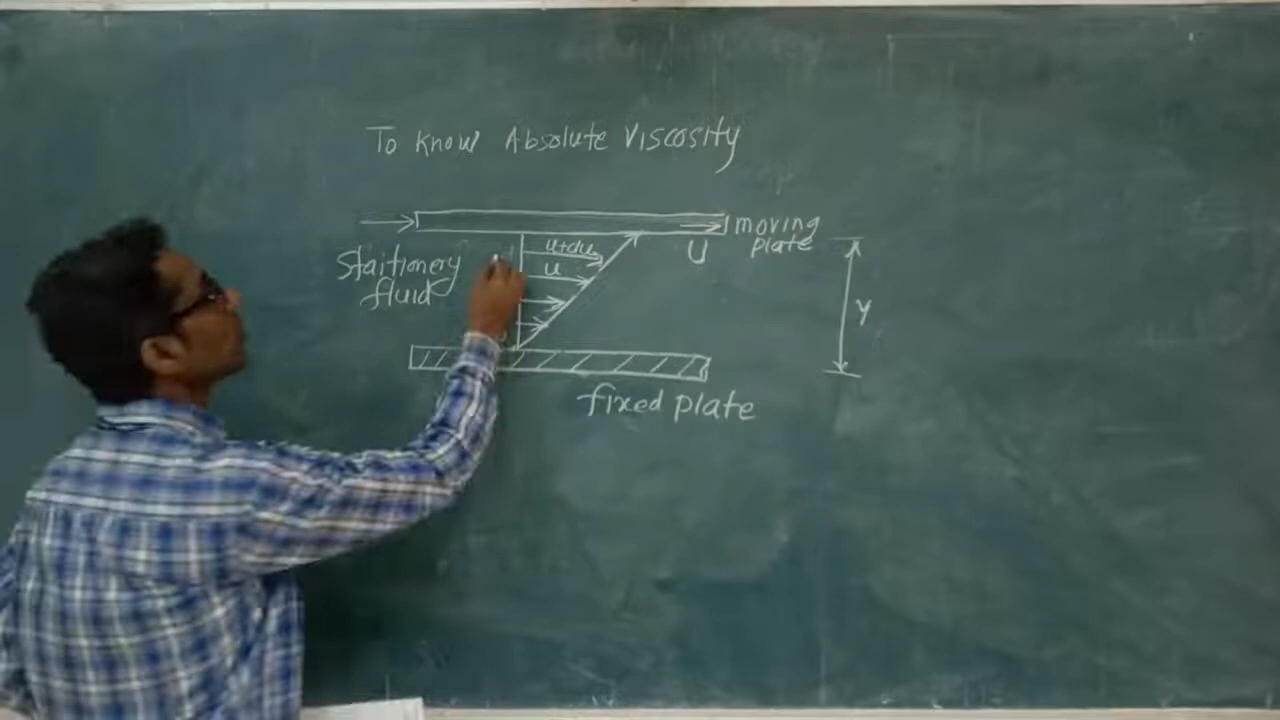 To Know Absolute Viscosity
moving
plate
U
u+du
u
Staitionery
fluid
Y
fixed plate